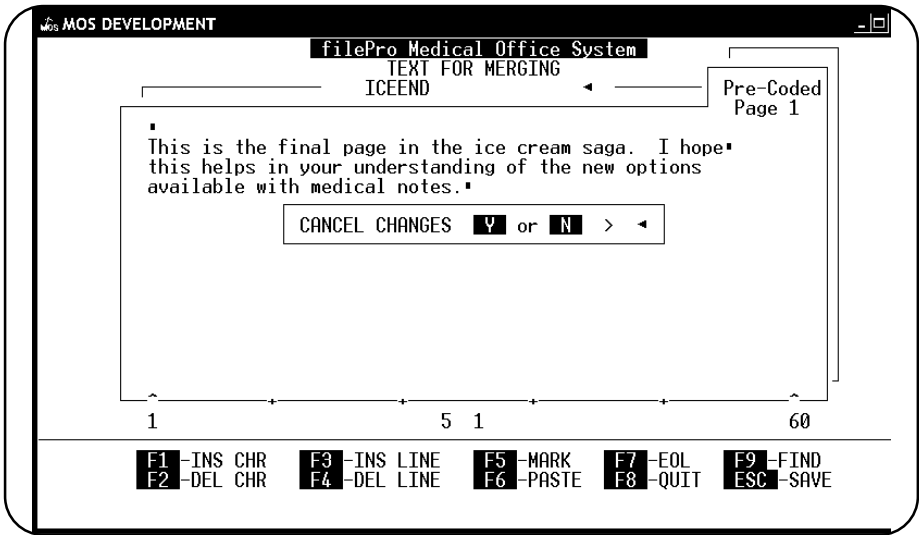 MOS MOS DEVELOPMENT
filePro Medical Office System
TEXT FOR MERGING
ICEEND
Pre-Coded
Page 1
This is the final page in the ice cream saga.  I hope
this helps in your understanding of the new options
available with medical notes.
CANCEL CHANGES  Y or N  >
1 5 1 60
F1-INS CHR F3-INS LINE F5-MARK F7-EOL F9-FIND
F2-DEL CHR F4-DEL LINE F6-PASTE F8-QUIT ESC-SAVE